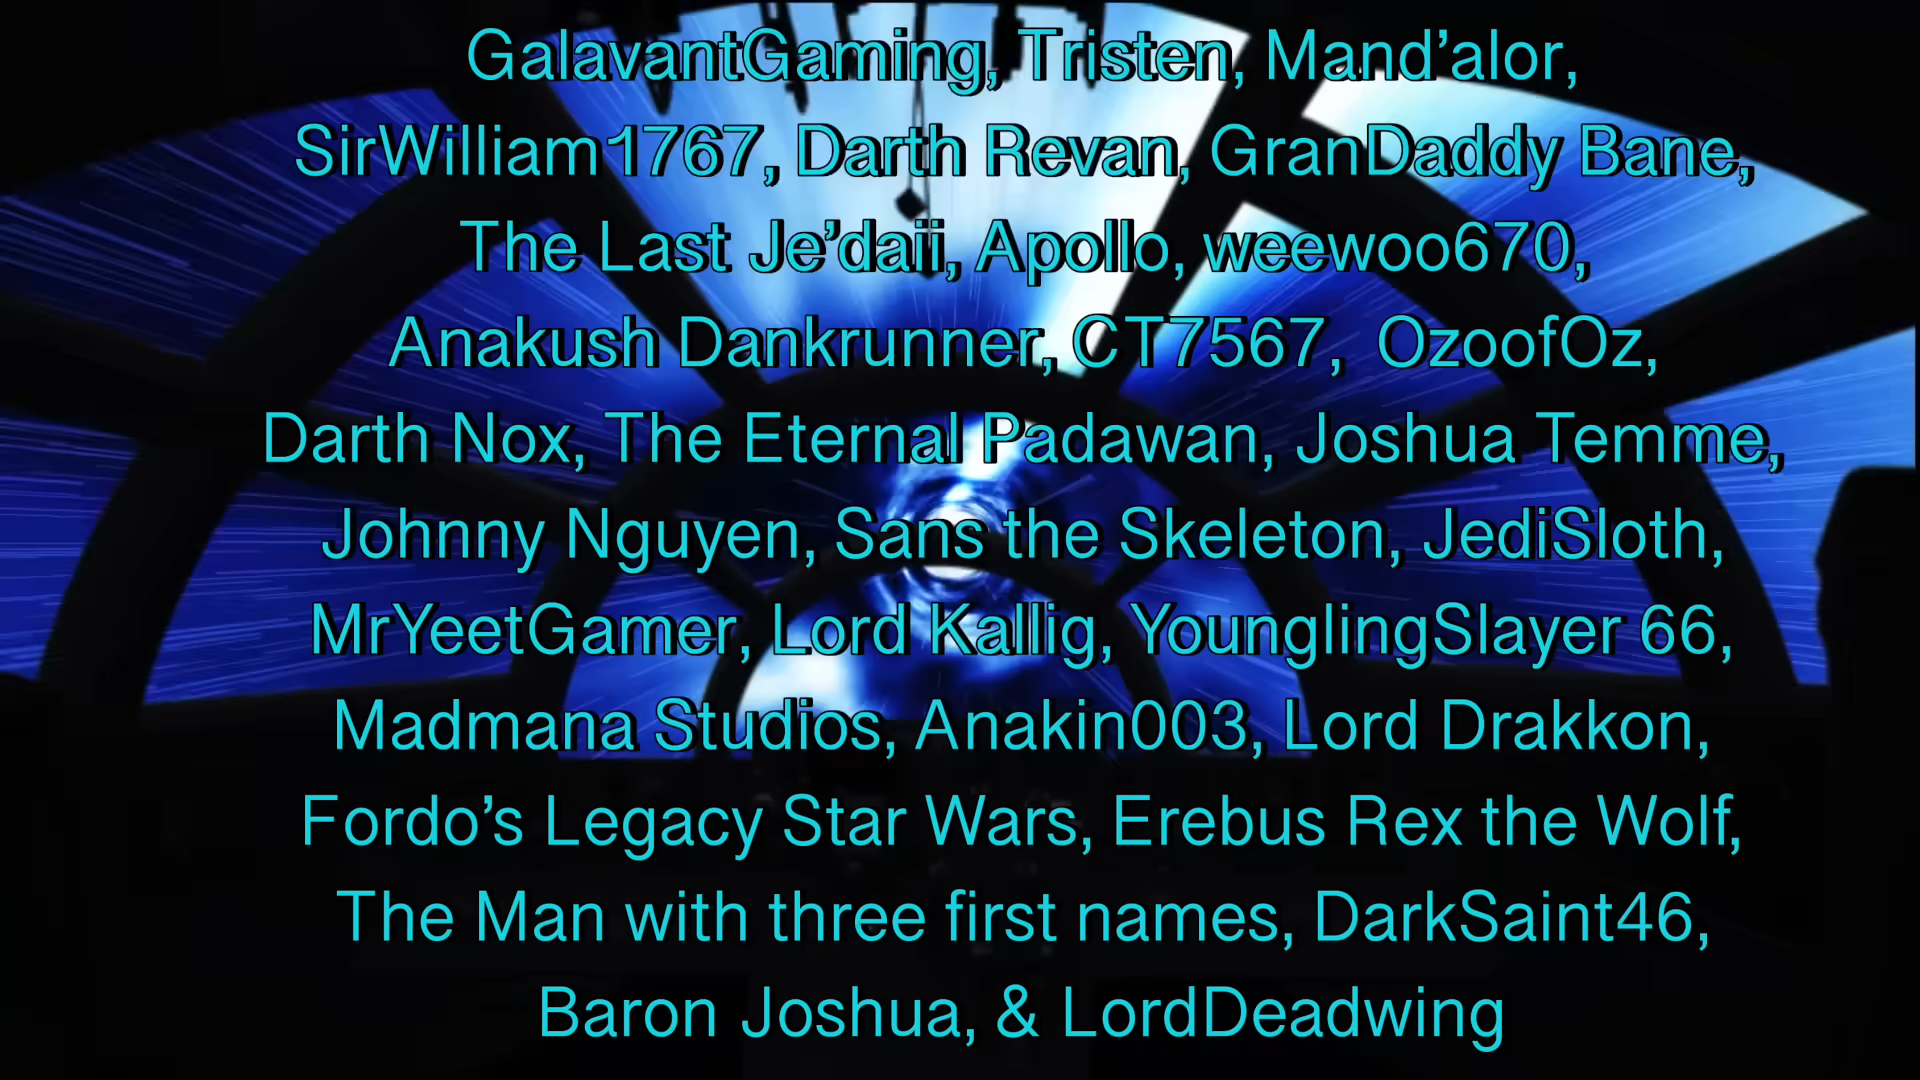 GalavantGaming, Tristen, Mand’alor,
SirWilliam1767, Darth Revan, GranDaddy Bane,
The Last Je’daii, Apollo, weewoo670,
Anakush Dankrunner, CT7567, OzoofOz,
Darth Nox, The Eternal Padawan, Joshua Temme,
Johnny Nguyen, Sans the Skeleton, JediSloth,
MrYeetGamer, Lord Kallig, YounglingSlayer 66,
Madmana Studios, Anakin003, Lord Drakkon,
Fordo’s Legacy Star Wars, Erebus Rex the Wolf,
The Man with three first names, DarkSaint46,
Baron Joshua, & LordDeadwing